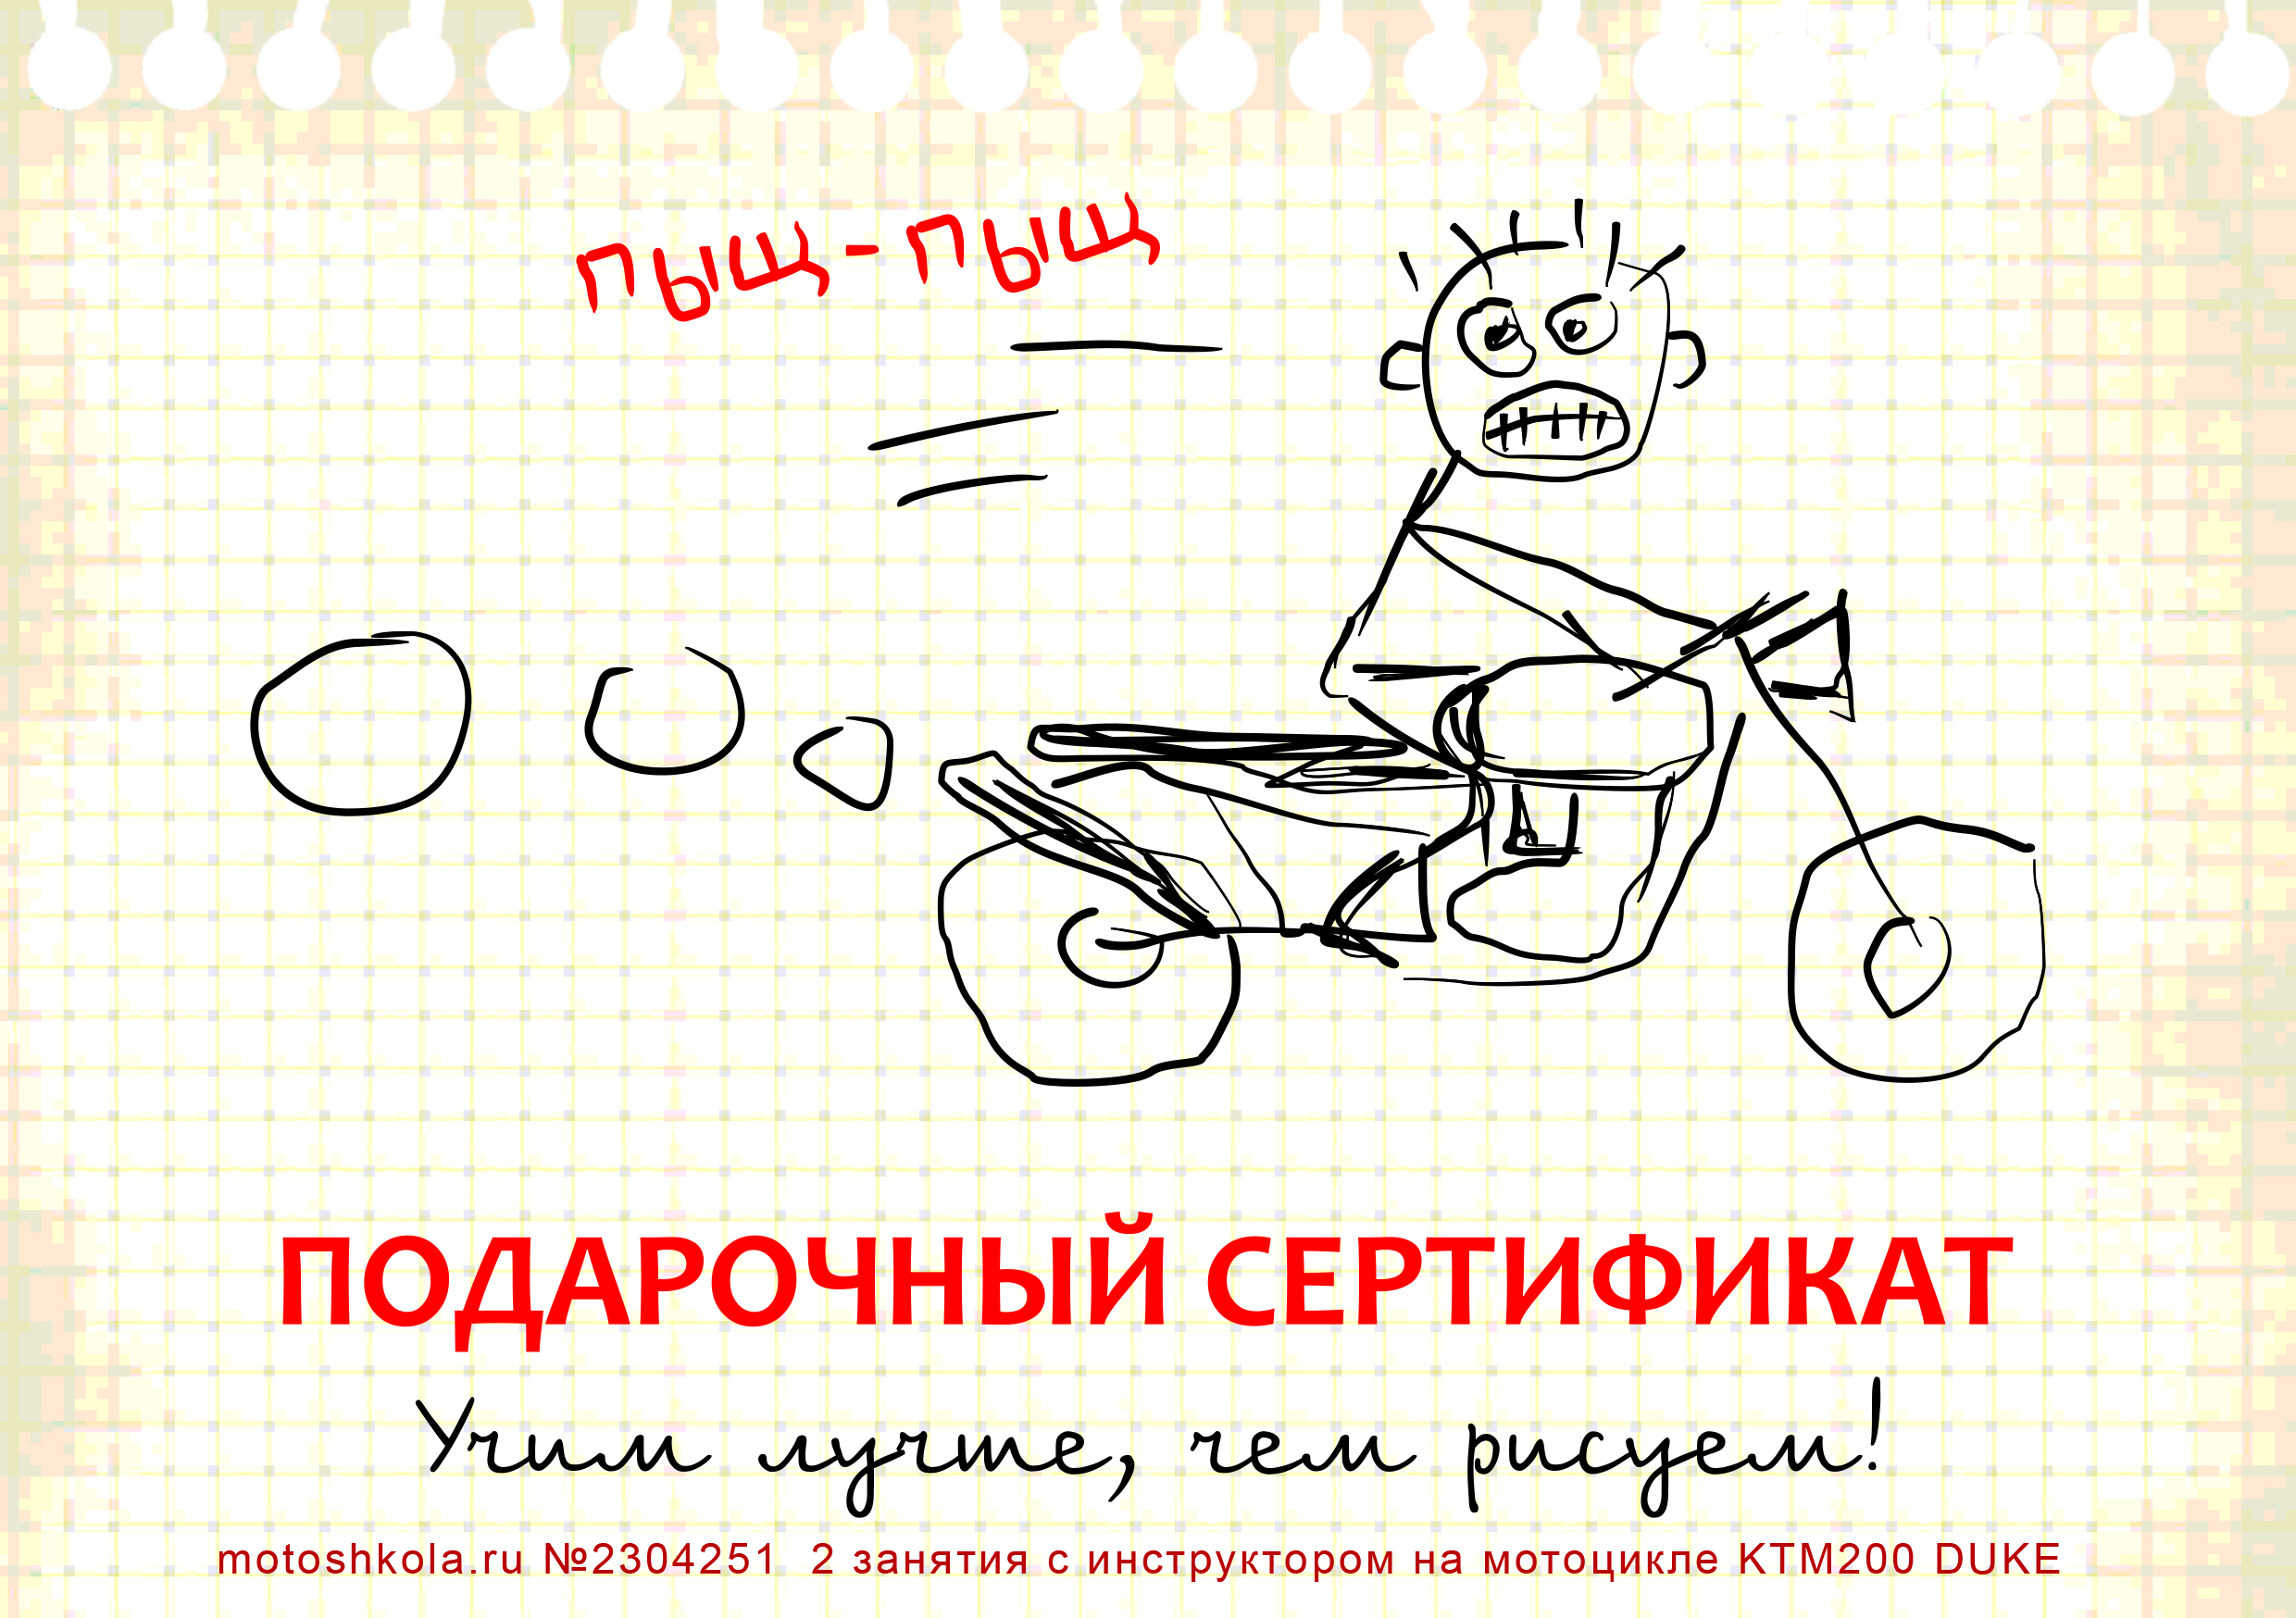 пыщ-пыщ
ПОДАРОЧНЫЙ СЕРТИФИКАТ
Учим лучше, чем рисуем!
motoshkola.ru №2304251 2 занятия с инструктором на мотоцикле KTM200 DUKE